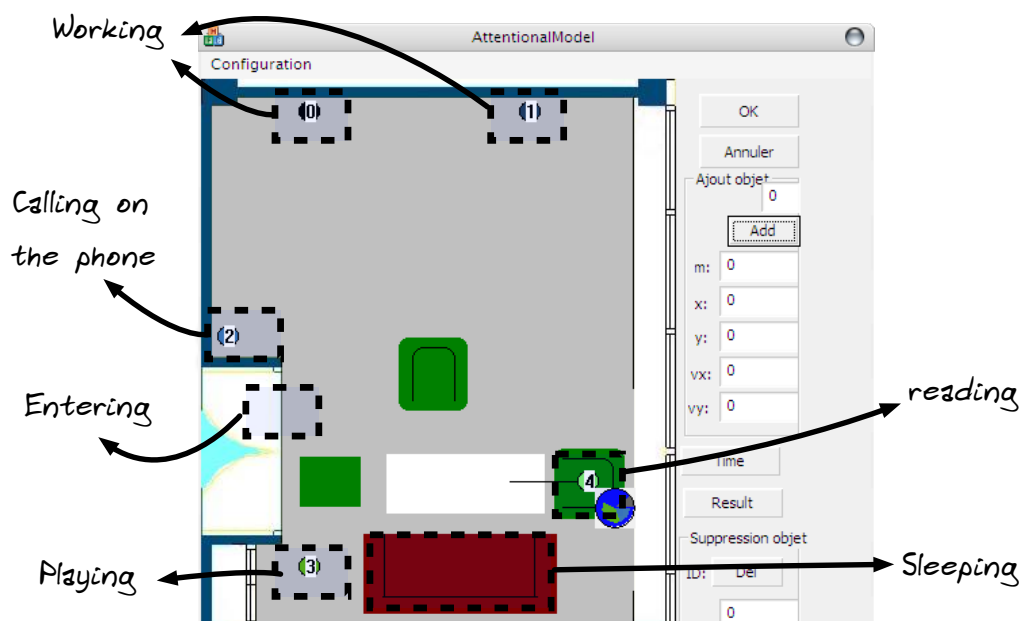 Working
AttentionalModel
Configuration
0
1
OK
Annuler
Ajout objet
0
Add
Calling on
the phone
m: 0
x: 0
2
y: 0
vx: 0
reading
Entering
vy: 0
Time
4
Result
Suppression objet
Playing
3
Sleeping
ID: Del
0